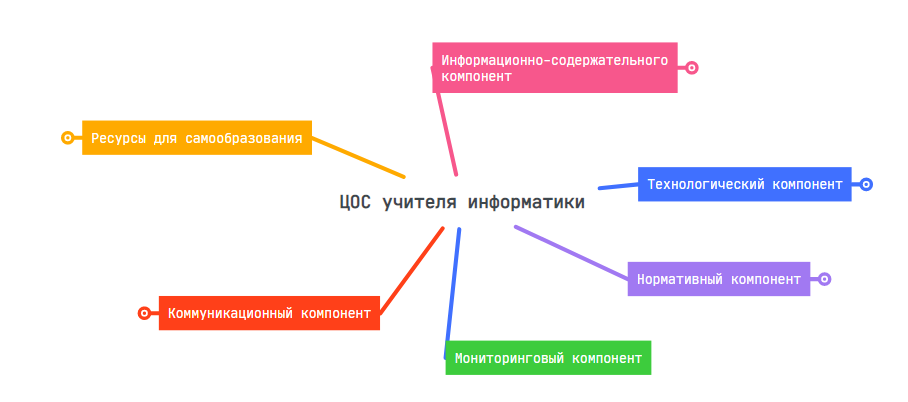 Информационно-содержательного
компонент
Ресурсы для самообразования
Технологический компонент
ЦОС учителя информатики
Нормативный компонент
Коммуникационный компонент
Мониторинговый компонент